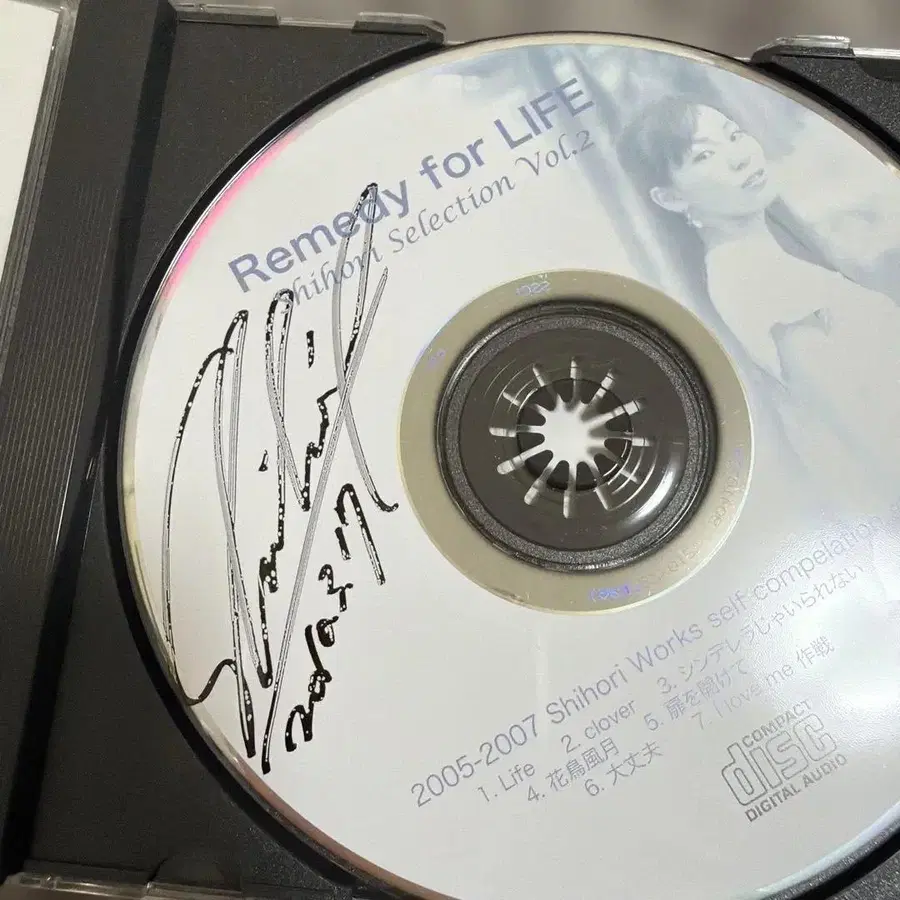 Remedy for LIFE
Shihori Selection Vol.2
2005-2007 Shihori Works self compelation
1. Life 2. clover 3. シンデレラじゃいられない
4. 花鳥風月 5. 扉を開けて
6. 大丈夫 7. I love me 作戦
COMPACT
disc
DIGITAL AUDIO